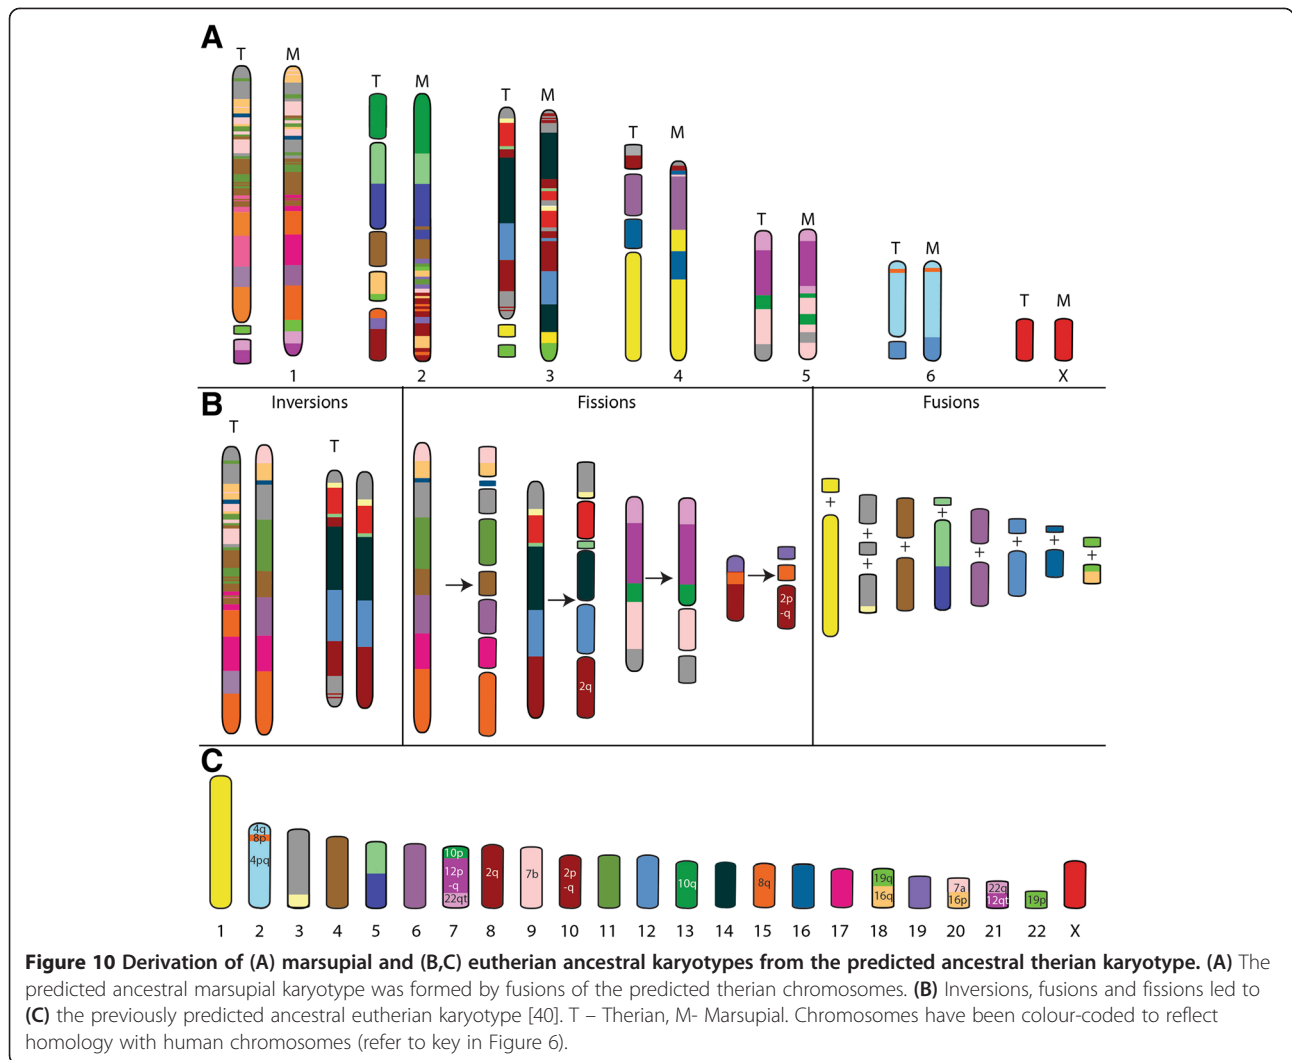 A
T M
T M
T M
T M
T M
T M
T M
1 2 3 4 5 6 X
B
Inversions Fissions Fusions
T
T
+
+
+
+
+
+
+
+
+
2q
2p
-q
C
4q
8p
4pq
10p
12p
-q
22qt
2q
7b
2p
-q
10q
8q
19q
16q
7a
16p
22q
12qt
19p
1 2 3 4 5 6 7 8 9 10 11 12 13 14 15 16 17 18 19 20 21 22 X
Figure 10 Derivation of (A) marsupial and (B,C) eutherian ancestral karyotypes from the predicted ancestral therian karyotype. (A) The
predicted ancestral marsupial karyotype was formed by fusions of the predicted therian chromosomes. (B) Inversions, fusions and fissions led to
(C) the previously predicted ancestral eutherian karyotype [40]. T – Therian, M- Marsupial. Chromosomes have been colour-coded to reflect
homology with human chromosomes (refer to key in Figure 6).